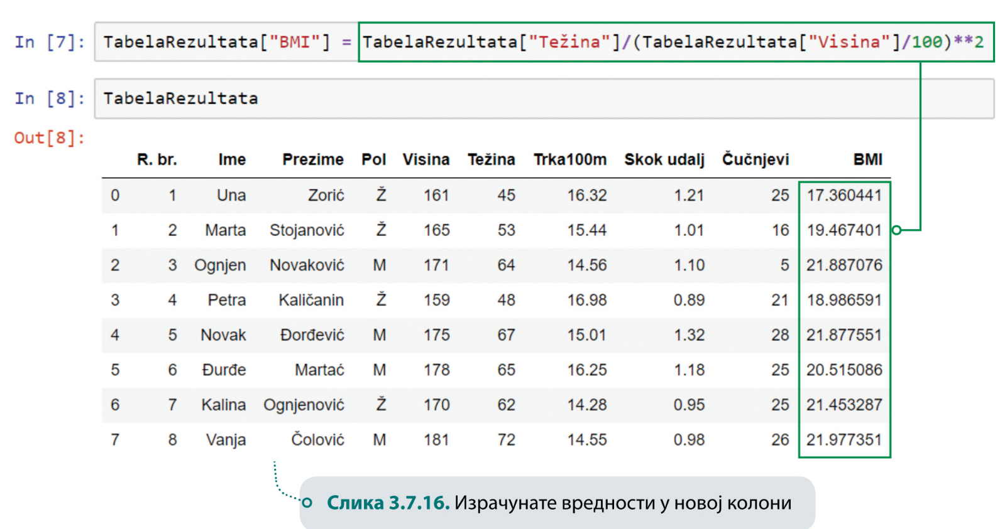 In [7]: TabelaRezultata["BMI"] = TabelaRezultata["Težina"]/(TabelaRezultata["Visina"]/100)**2
In [8]: TabelaRezultata
Out[8]:
R. br. Ime Prezime Pol Visina Težina Trka100m Skok udalj Čučnjevi BMI
0 1 Una Zorić Ž 161 45 16.32 1.21 25 17.360441
1 2 Marta Stojanović Ž 165 53 15.44 1.01 16 19.467401
2 3 Ognjen Novaković M 171 64 14.56 1.10 5 21.887076
3 4 Petra Kaličanin Ž 159 48 16.98 0.89 21 18.986591
4 5 Novak Đorđević M 175 67 15.01 1.32 28 21.877551
5 6 Đurđe Martać M 178 65 16.25 1.18 25 20.515086
6 7 Kalina Ognjenović Ž 170 62 14.28 0.95 25 21.453287
7 8 Vanja Čolović M 181 72 14.55 0.98 26 21.977351
Слика 3.7.16. Израчунате вредности у новој колони